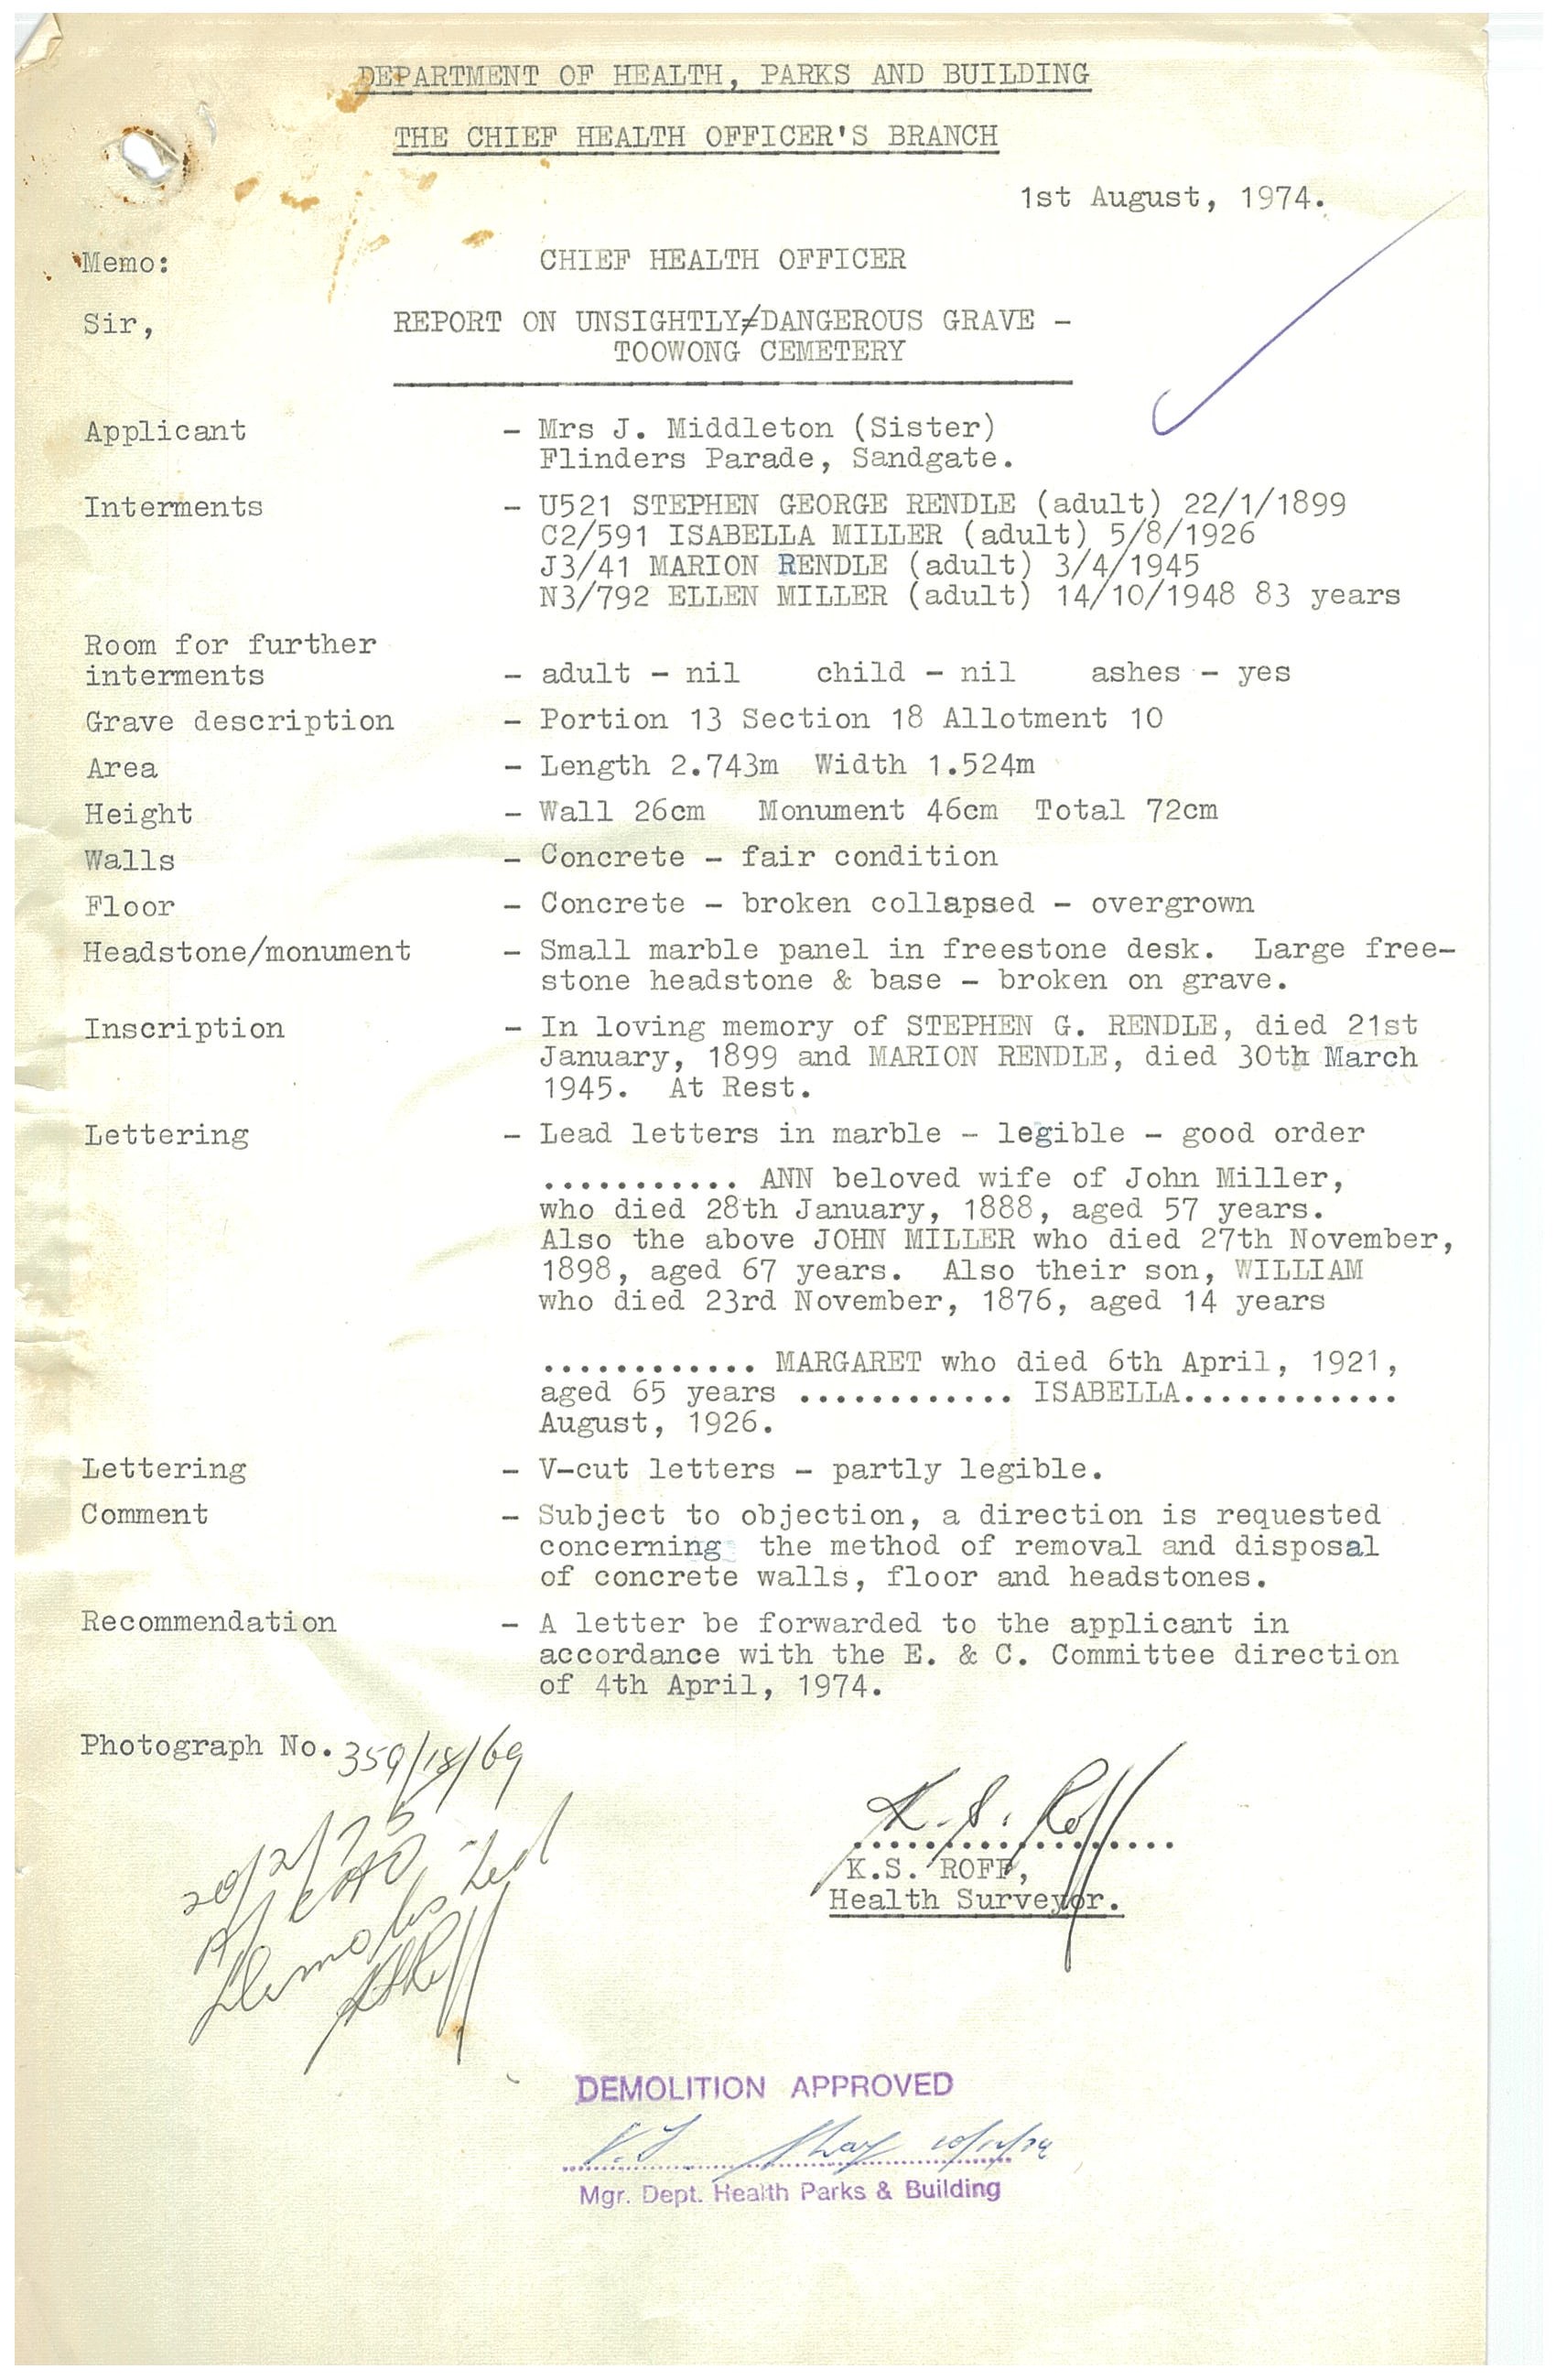 DEPARTMENT OF HEALTH, PARKS AND BUILDING
THE CHIEF HEALTH OFFICER'S BRANCH
1st August, 1974.
Memo: CHIEF HEALTH OFFICER
Sir, REPORT ON UNSIGHTLY/DANGEROUS GRAVE -
TOOWONG CEMETERY
Applicant - Mrs J. Middleton (Sister)
Flinders Parade, Sandgate.
Interments - U521 STEPHEN GEORGE RENDLE (adult) 22/1/1899
C2/591 ISABELLA MILLER (adult) 5/8/1926
J3/41 MARION RENDLE (adult) 3/4/1945
N3/792 ELLEN MILLER (adult) 14/10/1948 83 years
Room for further
interments - adult - nil child - nil ashes - yes
Grave description - Portion 13 Section 18 Allotment 10
Area - Length 2.743m Width 1.524m
Height - Wall 26cm Monument 46cm Total 72cm
Walls - Concrete - fair condition
Floor - Concrete - broken collapsed - overgrown
Headstone/monument - Small marble panel in freestone desk. Large free-
stone headstone & base - broken on grave.
Inscription - In loving memory of STEPHEN G. RENDLE, died 21st
January, 1899 and MARION RENDLE, died 30th March
1945. At Rest.
Lettering - Lead letters in marble - legible - good order
........... ANN beloved wife of John Miller,
who died 28th January, 1888, aged 57 years.
Also the above JOHN MILLER who died 27th November,
1898, aged 67 years. Also their son, WILLIAM
who died 23rd November, 1876, aged 14 years
............ MARGARET who died 6th April, 1921,
aged 65 years ............ ISABELLA............
August, 1926.
Lettering - V-cut letters - partly legible.
Comment - Subject to objection, a direction is requested
concerning the method of removal and disposal
of concrete walls, floor and headstones.
Recommendation - A letter be forwarded to the applicant in
accordance with the E. & C. Committee direction
of 4th April, 1974.
Photograph No. 359/18/69
20/2/75
Demolished
K. S. Roff
K.S. ROFF,
Health Surveyor.
DEMOLITION APPROVED
Mgr. Dept. Health Parks & Building